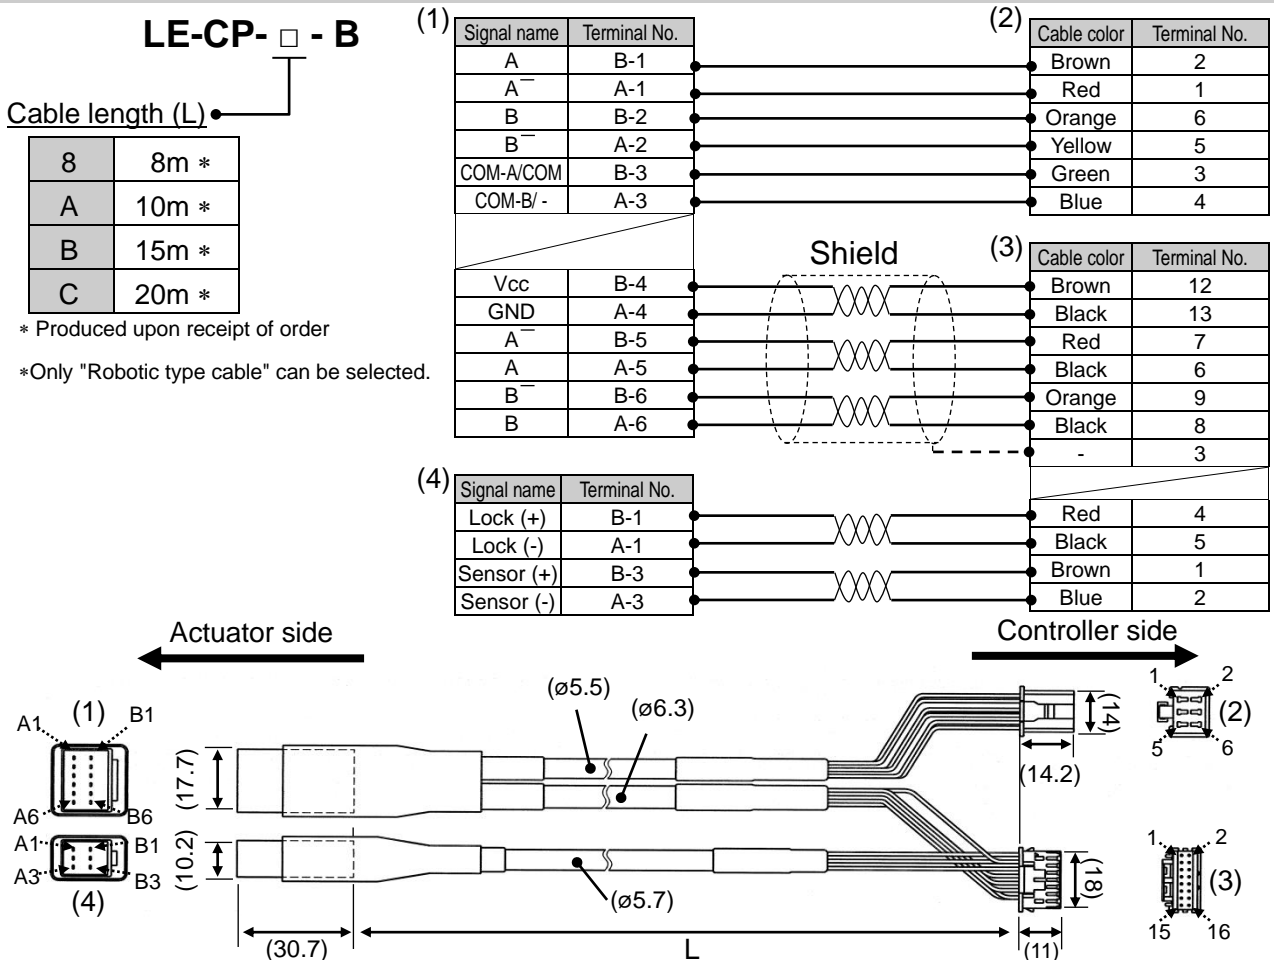 LE-CP- □ - B
Cable length (L)
8 8m *
A 10m *
B 15m *
C 20m *
* Produced upon receipt of order
*Only "Robotic type cable" can be selected.
(1)
Signal name Terminal No.
A B-1
A¯ A-1
B B-2
B¯ A-2
COM-A/COM B-3
COM-B/ - A-3
Vcc B-4
GND A-4
A¯ B-5
A A-5
B¯ B-6
B A-6
Shield
(2)
Cable color Terminal No.
Brown 2
Red 1
Orange 6
Yellow 5
Green 3
Blue 4
(3)
Cable color Terminal No.
Brown 12
Black 13
Red 7
Black 6
Orange 9
Black 8
- 3
Red 4
Black 5
Brown 1
Blue 2
(4)
Signal name Terminal No.
Lock (+) B-1
Lock (-) A-1
Sensor (+) B-3
Sensor (-) A-3
Actuator side
Controller side
A1 (1) B1
A6 B6
A1 B1
A3 B3
(4)
(17.7)
(10.2)
(30.7)
(ø5.5)
(ø6.3)
(ø5.7)
L
(14)
(14.2)
(18)
(11)
1 2
(2)
5 6
1 2
(3)
15 16